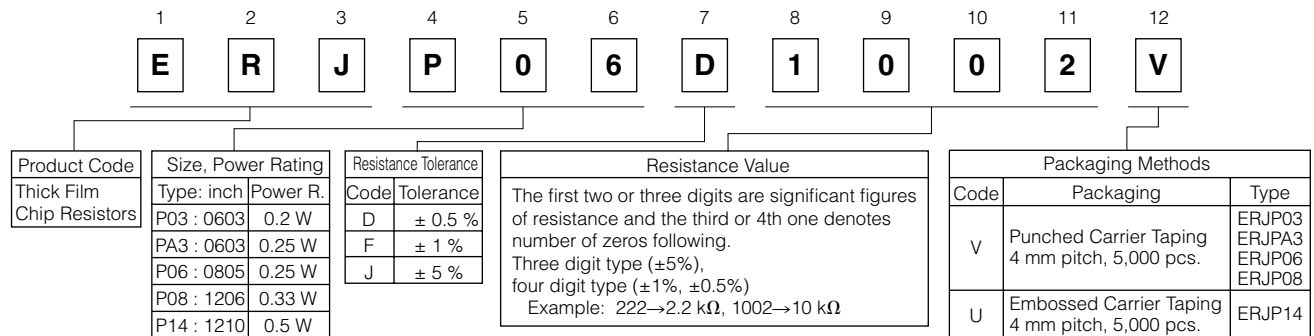 1 2 3 4 5 6 7 8 9 10 11 12
E R J P 0 6 D 1 0 0 2 V
Product Code
Thick Film
Chip Resistors
Size, Power Rating
Type: inch Power R.
P03 : 0603 0.2 W
PA3 : 0603 0.25 W
P06 : 0805 0.25 W
P08 : 1206 0.33 W
P14 : 1210 0.5 W
Resistance Tolerance
Code Tolerance
D ± 0.5 %
F ± 1 %
J ± 5 %
Resistance Value
The first two or three digits are significant figures
of resistance and the third or 4th one denotes
number of zeros following.
Three digit type (±5%),
four digit type (±1%, ±0.5%)
Example: 222→2.2 kΩ, 1002→10 kΩ
Packaging Methods
Code Packaging Type
V Punched Carrier Taping
4 mm pitch, 5,000 pcs.
ERJP03
ERJPA3
ERJP06
ERJP08
U Embossed Carrier Taping
4 mm pitch, 5,000 pcs.
ERJP14